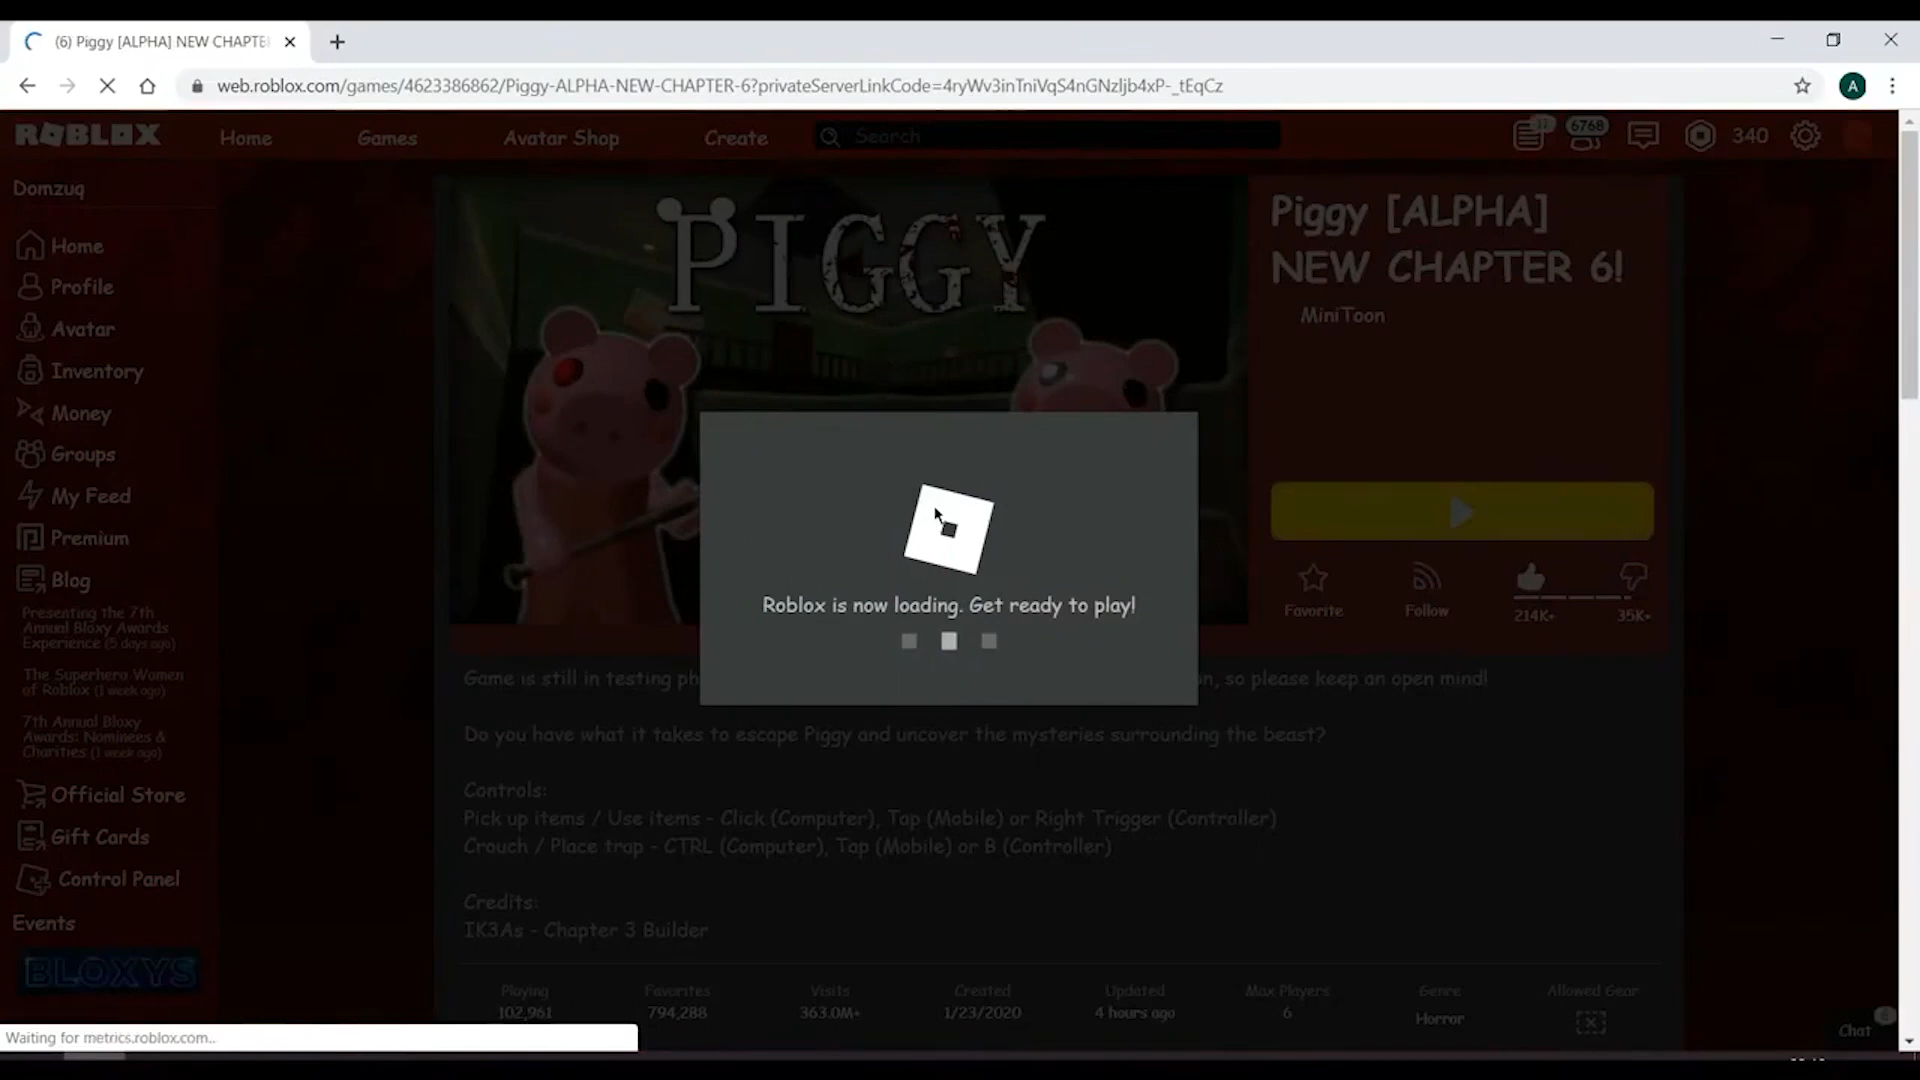 (6) Piggy [ALPHA] NEW CHAPTE
web.roblox.com/games/4623386862/Piggy-ALPHA-NEW-CHAPTER-6?privateServerLinkCode=4ryWv3inTniVqS4nGNzljb4xP-_tEqCz
A
ROBLOX
Home
Games
Avatar Shop
Create
Search
6768
340
Domzuq
Home
Profile
Avatar
Inventory
Money
Groups
My Feed
Premium
Blog
Presenting the 7th
Annual Bloxy Awards
Experience (5 days ago)
The Superhero Women
of Roblox (1 week ago)
7th Annual Bloxy
Awards: Nominees &
Charities (1 week ago)
Official Store
Gift Cards
Control Panel
Events
BLOXYS
PIGGY
Piggy [ALPHA]
NEW CHAPTER 6!
MiniToon
Favorite
Follow
214K+
35K+
Roblox is now loading. Get ready to play!
Game is still in testing ph
n, so please keep an open mind!
Do you have what it takes to escape Piggy and uncover the mysteries surrounding the beast?
Controls:
Pick up items / Use items - Click (Computer), Tap (Mobile) or Right Trigger (Controller)
Crouch / Place trap - CTRL (Computer), Tap (Mobile) or B (Controller)
Credits:
IK3As - Chapter 3 Builder
Playing
102,961
Favorites
794,288
Visits
363.0M+
Created
1/23/2020
Updated
4 hours ago
Max Players
6
Genre
Horror
Allowed Gear
Chat
Waiting for metrics.roblox.com...